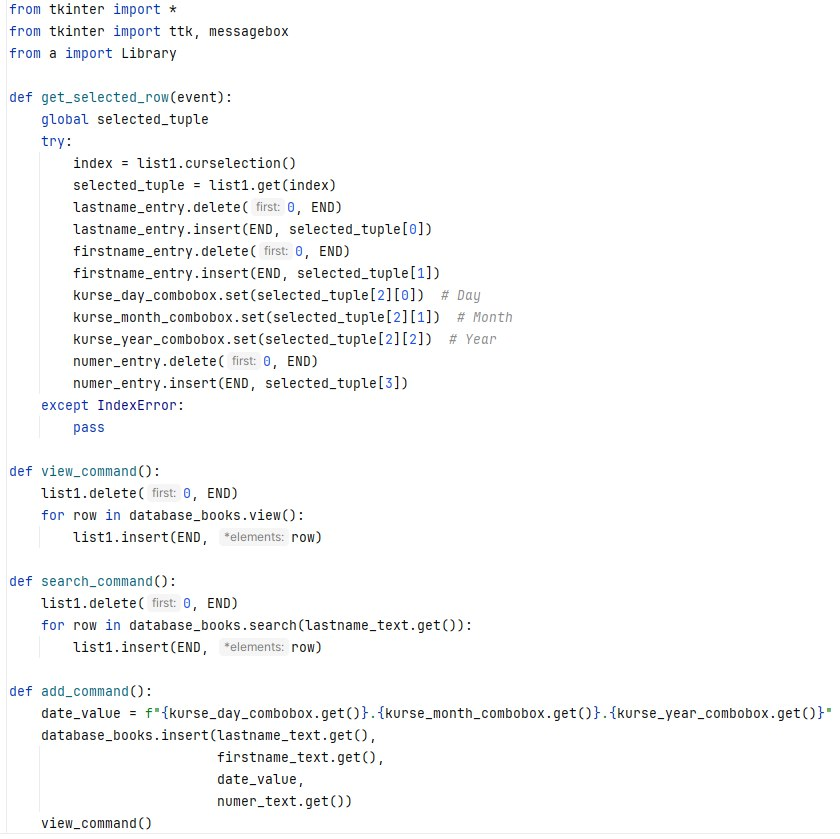 from tkinter import *
from tkinter import ttk, messagebox
from a import Library

def get_selected_row(event):
    global selected_tuple
    try:
        index = list1.curselection()
        selected_tuple = list1.get(index)
        lastname_entry.delete( first: 0, END)
        lastname_entry.insert(END, selected_tuple[0])
        firstname_entry.delete( first: 0, END)
        firstname_entry.insert(END, selected_tuple[1])
        kurse_day_combobox.set(selected_tuple[2][0])  # Day
        kurse_month_combobox.set(selected_tuple[2][1])  # Month
        kurse_year_combobox.set(selected_tuple[2][2])  # Year
        numer_entry.delete( first: 0, END)
        numer_entry.insert(END, selected_tuple[3])
    except IndexError:
        pass

def view_command():
    list1.delete( first: 0, END)
    for row in database_books.view():
        list1.insert(END, *elements: row)

def search_command():
    list1.delete( first: 0, END)
    for row in database_books.search(lastname_text.get()):
        list1.insert(END, *elements: row)

def add_command():
    date_value = f"{kurse_day_combobox.get()}.{kurse_month_combobox.get()}.{kurse_year_combobox.get()}"
    database_books.insert(lastname_text.get(),
                          firstname_text.get(),
                          date_value,
                          numer_text.get())
    view_command()